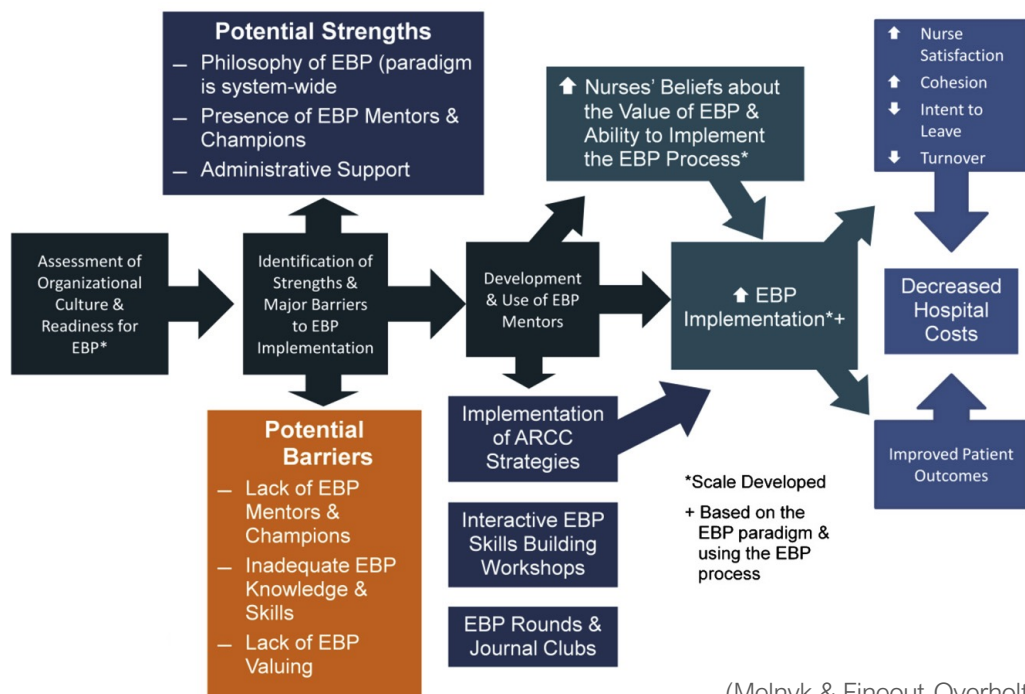 Potential Strengths
– Philosophy of EBP (paradigm
is system-wide
– Presence of EBP Mentors &
Champions
– Administrative Support
Nurses' Beliefs about
the Value of EBP &
Ability to Implement
the EBP Process*
Nurse
Satisfaction
Cohesion
Intent to
Leave
Turnover
Assessment of
Organizational
Culture &
Readiness for
EBP*
Identification of
Strengths &
Major Barriers
to EBP
Implementation
Development
& Use of EBP
Mentors
EBP
Implementation*+
Decreased
Hospital
Costs
Potential
Barriers
– Lack of EBP
Mentors &
Champions
– Inadequate EBP
Knowledge &
Skills
– Lack of EBP
Valuing
Implementation
of ARCC
Strategies
Interactive EBP
Skills Building
Workshops
EBP Rounds &
Journal Clubs
*Scale Developed
+ Based on the
EBP paradigm &
using the EBP
process
Improved Patient
Outcomes